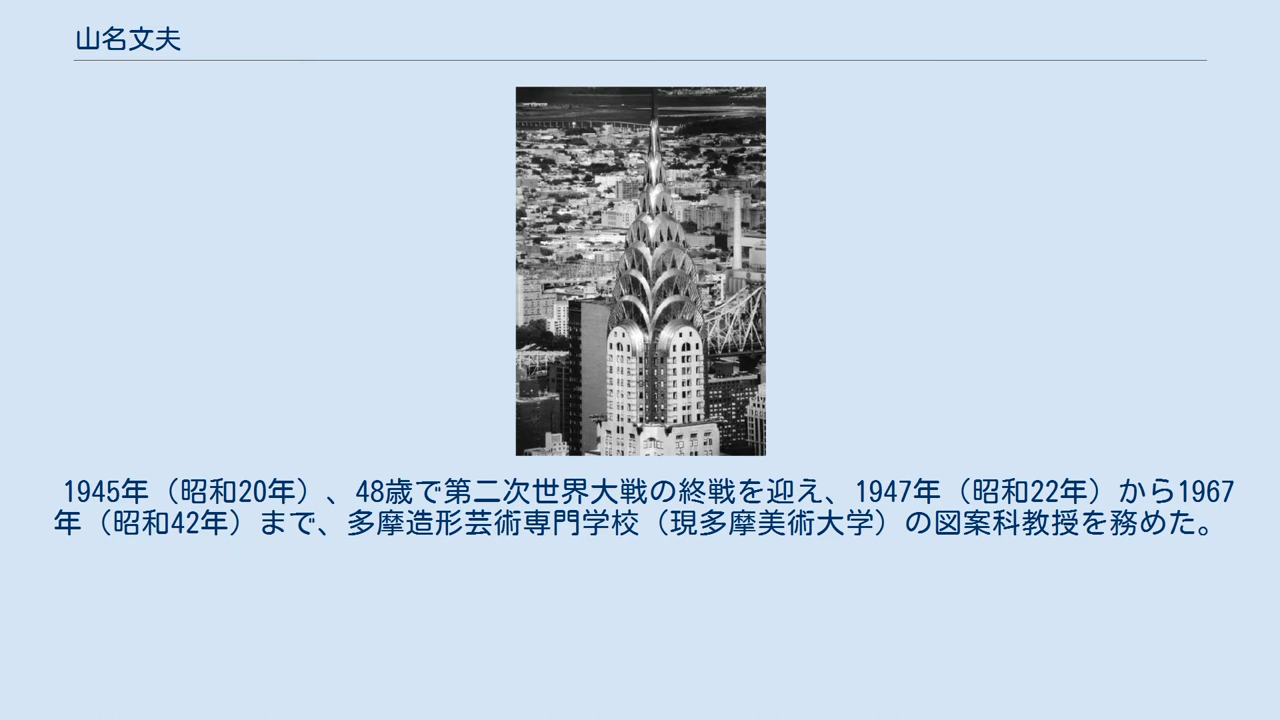 山名文夫
1945年（昭和20年）、48歳で第二次世界大戦の終戦を迎え、1947年（昭和22年）から1967
年（昭和42年）まで、多摩造形芸術専門学校（現多摩美術大学）の図案科教授を務めた。